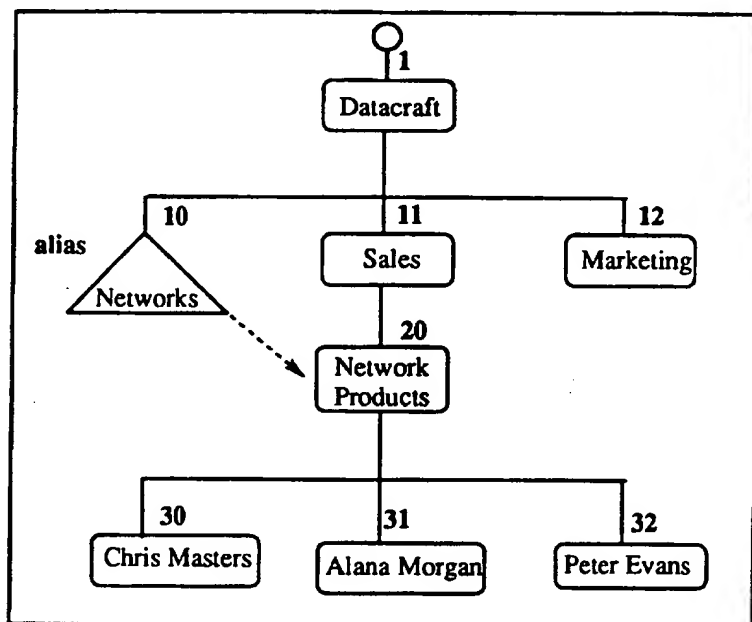 1
Datacraft
10
11
12
alias
Networks
Sales
Marketing
20
Network
Products
30
31
32
Chris Masters
Alana Morgan
Peter Evans